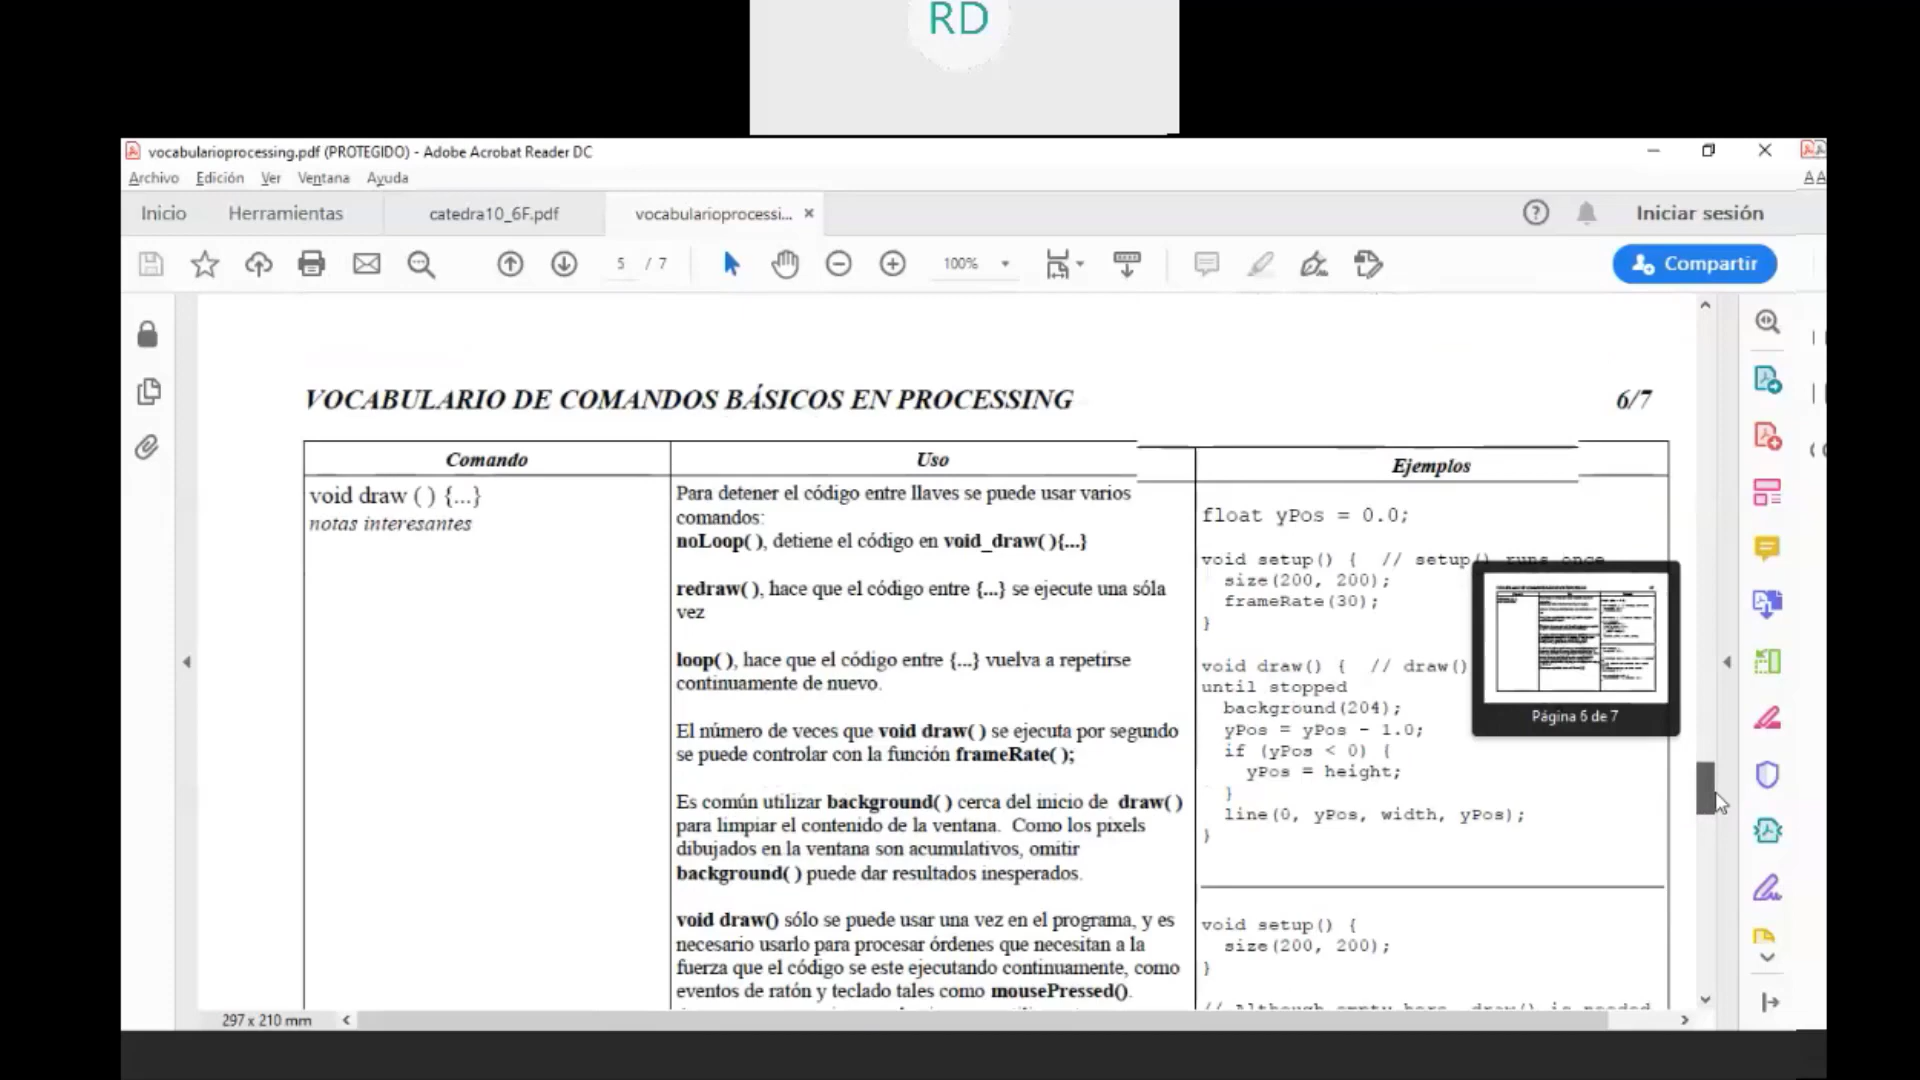 RD
vocabularioprocessing.pdf (PROTEGIDO) - Adobe Acrobat Reader DC
Archivo Edición Ver Ventana Ayuda
Inicio Herramientas catedra10_6F.pdf vocabularioprocessi... Iniciar sesión
5 / 7 100% Compartir
VOCABULARIO DE COMANDOS BÁSICOS EN PROCESSING 6/7
Comando
void draw ( ) {...}
notas interesantes
Uso
Para detener el código entre llaves se puede usar varios
comandos:
noLoop( ), detiene el código en void_draw( ){...}
redraw( ), hace que el código entre {...} se ejecute una sóla
vez
loop( ), hace que el código entre {...} vuelva a repetirse
continuamente de nuevo.
El número de veces que void draw( ) se ejecuta por segundo
se puede controlar con la función frameRate( );
Es común utilizar background( ) cerca del inicio de draw( )
para limpiar el contenido de la ventana. Como los pixels
dibujados en la ventana son acumulativos, omitir
background( ) puede dar resultados inesperados.
void draw() sólo se puede usar una vez en el programa, y es
necesario usarlo para procesar órdenes que necesitan a la
fuerza que el código se este ejecutando continuamente, como
eventos de ratón y teclado tales como mousePressed().
Ejemplos
float yPos = 0.0;
void setup() { // setup() runs once
size(200, 200);
frameRate(30);
}
void draw() { // draw()
until stopped
background(204);
yPos = yPos - 1.0;
if (yPos < 0) {
yPos = height;
}
line(0, yPos, width, yPos);
}
void setup() {
size(200, 200);
}
// Although empty here, draw() is needed
Página 6 de 7
297 x 210 mm